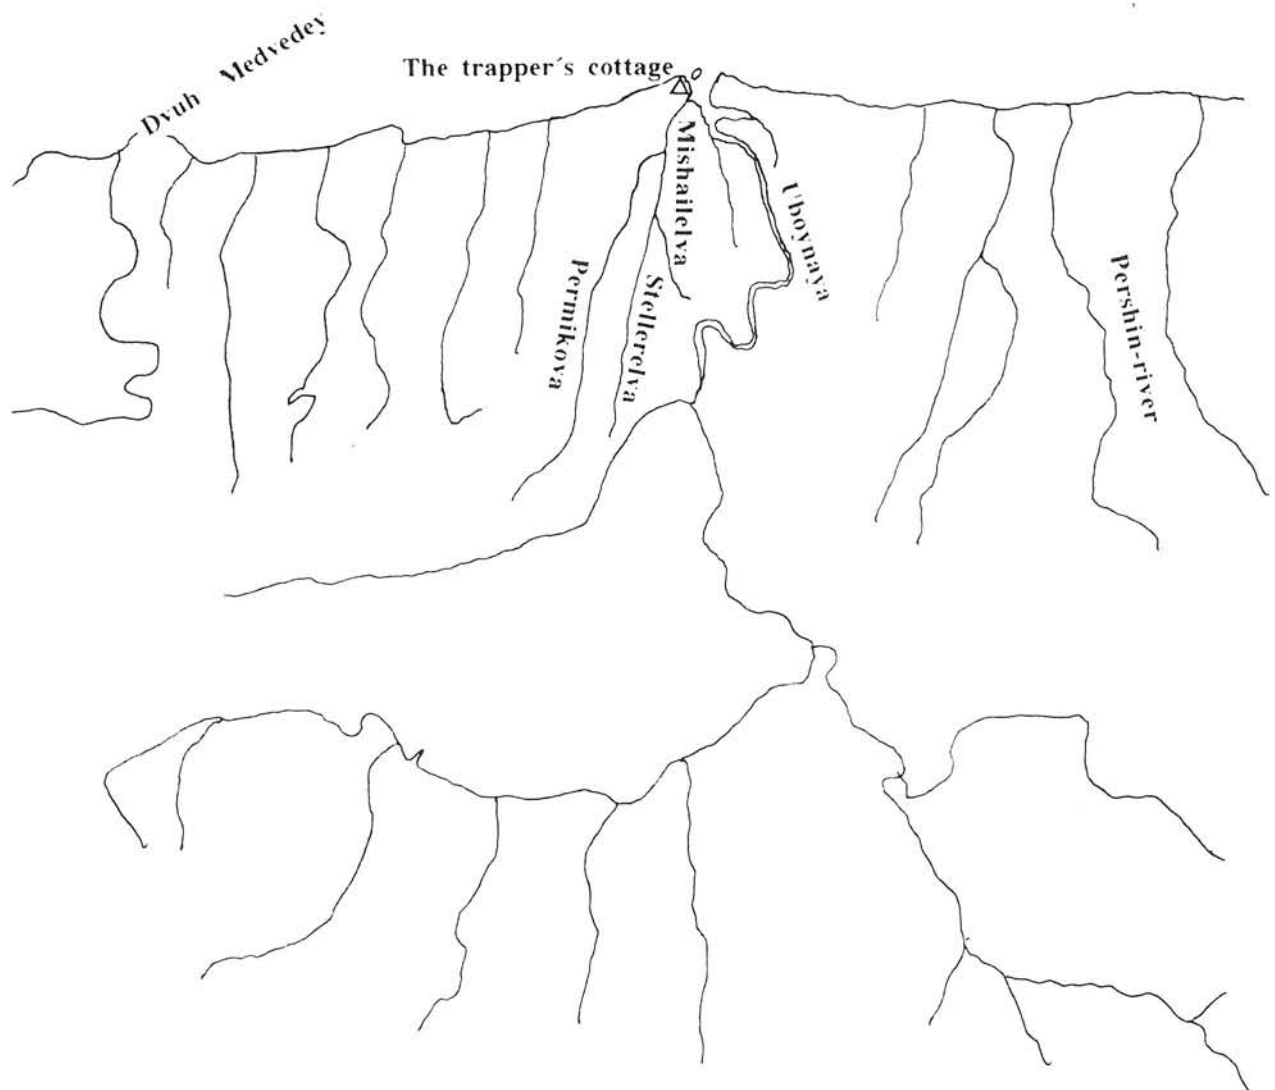 Dvuh Medvedey
The trapper´s cottage
Mishailelva
Uboynaya
Permikova
Stellerelva
Pershin-river